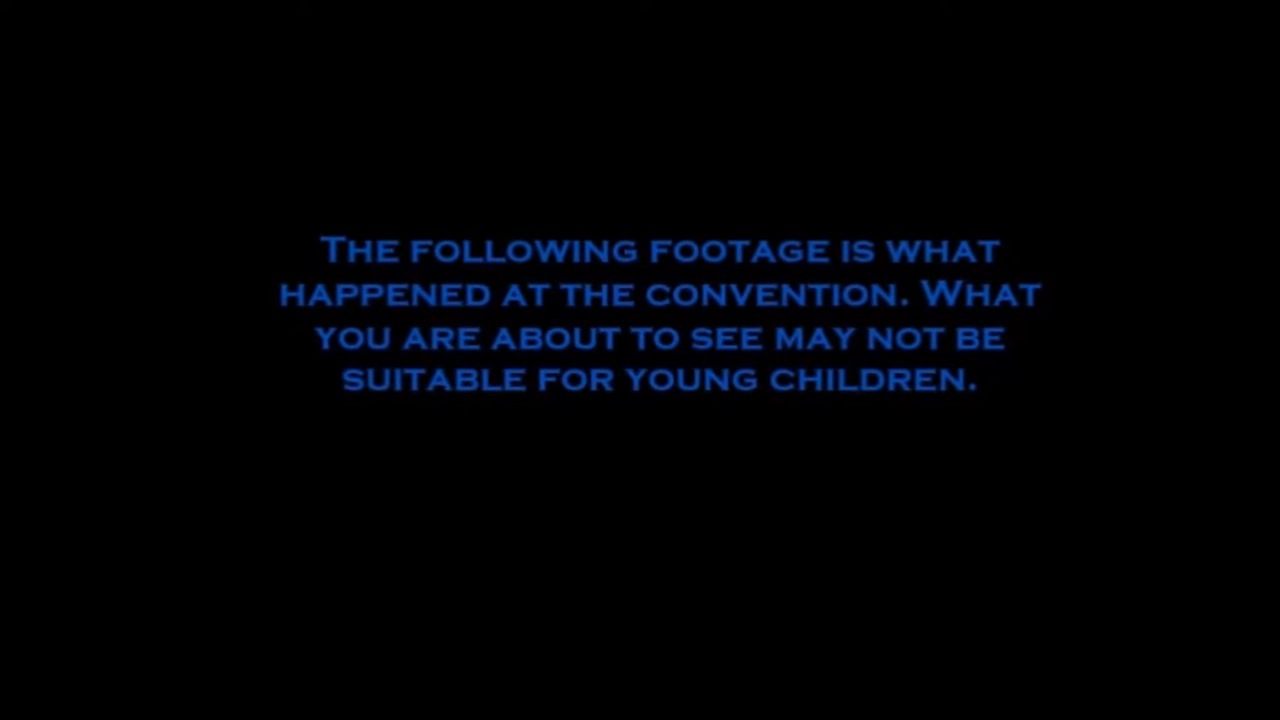 The following footage is what
happened at the convention. What
you are about to see may not be
suitable for young children.